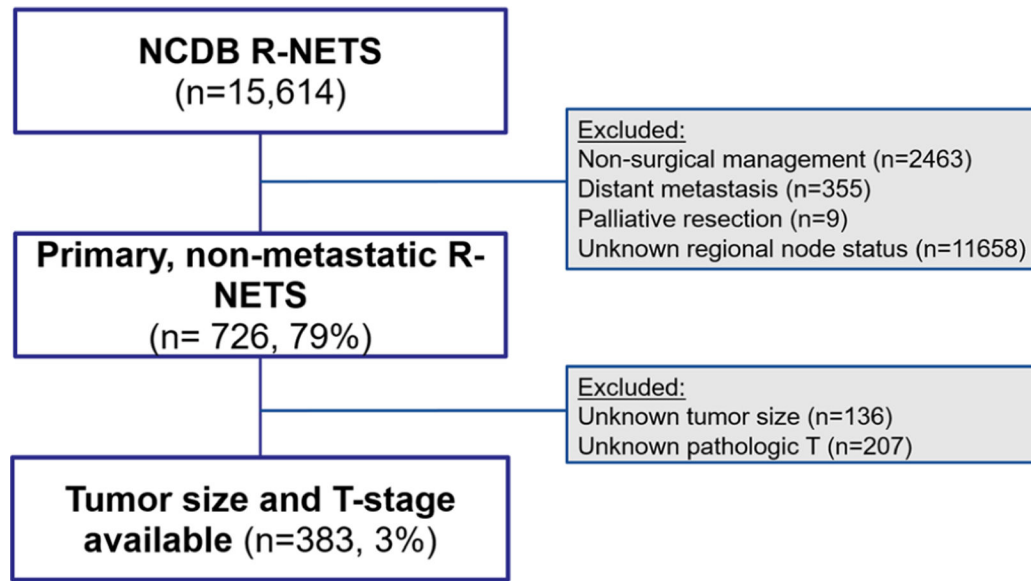 NCDB R-NETS
(n=15,614)
Excluded:
Non-surgical management (n=2463)
Distant metastasis (n=355)
Palliative resection (n=9)
Unknown regional node status (n=11658)
Primary, non-metastatic R-
NETS
(n= 726, 79%)
Excluded:
Unknown tumor size (n=136)
Unknown pathologic T (n=207)
Tumor size and T-stage
available (n=383, 3%)